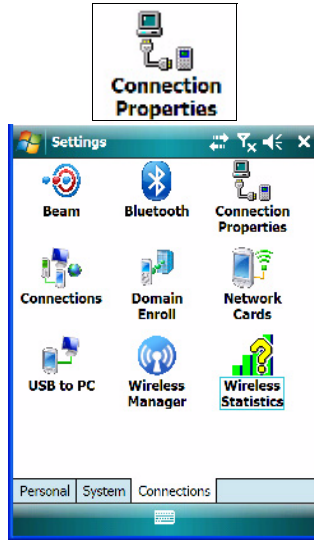 Connection
Properties
Settings
Beam
Bluetooth
Connection
Properties
Connections
Domain
Enroll
Network
Cards
USB to PC
Wireless
Manager
Wireless
Statistics
Personal System Connections